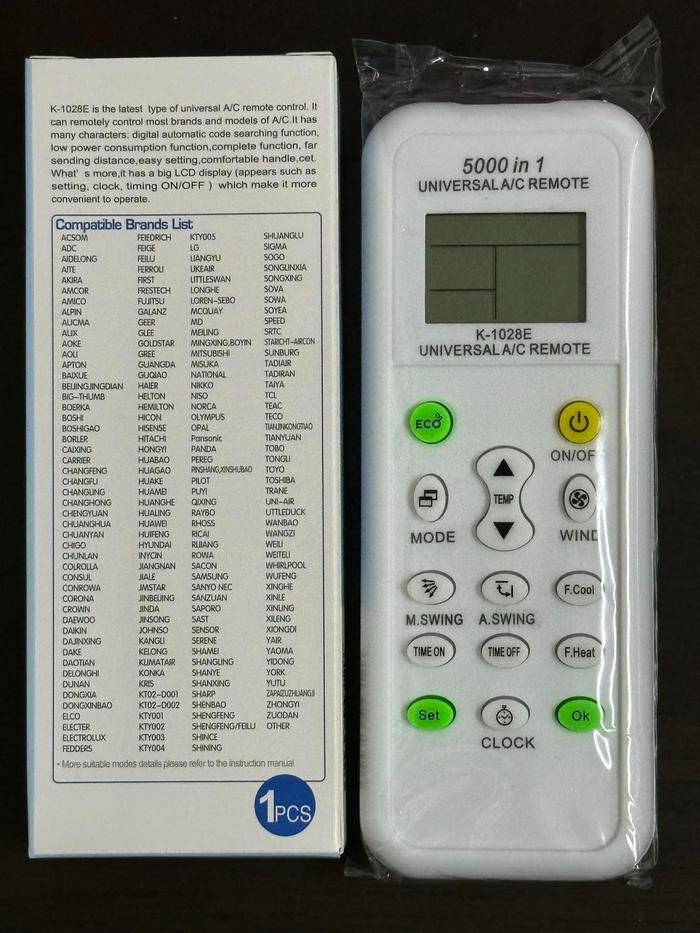 K-1028E is the latest type of universal A/C remote control. It
can remotely control most brands and models of A/C.It has
many characters: digital automatic code searching function,
low power consumption function,complete function, far
sending distance,easy setting,comfortable handle,cet.
What' s more,it has a big LCD display (appears such as
setting, clock, timing ON/OFF ) which make it more
convenient to operate.
Compatible Brands List
ACSOM
ADC
AIDELONG
AITE
AKIRA
AMCOR
AMICO
ALPIN
AUCMA
AUX
AOKE
AOLI
APTON
BAIXUE
BEIJINGJINGDIAN
BIG-THUMB
BOERKA
BOSHI
BOSHIGAO
BORLER
CAIXING
CARRIER
CHANGFENG
CHANGFU
CHANGLING
CHANGHONG
CHENGYUAN
CHUANGHUA
CHUANYAN
CHIGO
CHUNLAN
COLROLLA
CONSUL
CONROWA
CORONA
CROWN
DAEWOO
DAIKIN
DAJINXING
DAKE
DAOTIAN
DELONGHI
DUNAN
DONGXIA
DONGXINBAO
ELCO
ELECTER
ELECTROLUX
FEDDERS
FEIEDRICH
FEIGE
FEILU
FERROLI
FIRST
FRESTECH
FUJITSU
GALANZ
GEER
GLEE
GOLDSTAR
GREE
GUANGDA
GUQIAO
HAIER
HELTON
HEMILTON
HICON
HISENSE
HITACHI
HONGYI
HUABAO
HUAGAO
HUAKE
HUAMEI
HUANGHE
HUALING
HUAWEI
HUIFENG
HYUNDAI
INYCIN
JIANGNAN
JIALE
JMSTAR
JINBEIJING
JINDA
JINSONG
JOHNSO
KANGLI
KELONG
KLIMATAIR
KONKA
KRIS
KT02-D001
KT02-D002
KTY001
KTY002
KTY003
KTY004
KTY005
LG
LIANGYU
LIKEAIR
LITTLESWAN
LONGHE
LOREN-SEBO
MCQUAY
MD
MEILING
MINGXING,BOYIN
MITSUBISHI
MISUKA
NATIONAL
NIKKO
NISO
NORCA
OLYMPUS
OPAL
Pansonic
PANDA
PEREG
PINSHANG,XINSHIJBAO
PILOT
PUYI
QIXING
RAYBO
RHOSS
RICAI
RUIJANG
ROWA
SACON
SAMSUNG
SANYO NEC
SANZUAN
SAPORO
SAST
SENSOR
SERENE
SHAMEI
SHANGLING
SHANYE
SHANXING
SHARP
SHENBAO
SHENGFENG
SHENGFENG/FEILU
SHINCE
SHINING
SHUANGLU
SIGMA
SOGO
SONGLINXIA
SONGXING
SOVA
SOWA
SOYEA
SPEED
SRTC
STARICHT-AIRCON
SUNBURG
TADIAIR
TADIRAN
TAIYA
TCL
TEAC
TECO
TIANJINKONGTIAO
TIANYUAN
TOBO
TONGLI
TOYO
TOSHIBA
TRANE
UNI-AIR
UTTLEDUCK
WANBAO
WANGZI
WEILI
WEITELI
WHIRLPOOL
WUFENG
XINGHE
XINLE
XINLING
XILENG
XIONGDI
YAIR
YAOMA
YIDONG
YORK
YUTU
ZAPAIZUZHUANGJI
ZHONGYI
ZUODAN
OTHER
* More suitable modes details please refer to the instruction manual
1PCS
5000 in 1
UNIVERSAL A/C REMOTE
K-1028E
UNIVERSAL A/C REMOTE
ECO
ON/OFF
TEMP
MODE
WIND
F.Cool
M.SWING
A.SWING
TIME ON
TIME OFF
F.Heat
Set
Ok
CLOCK